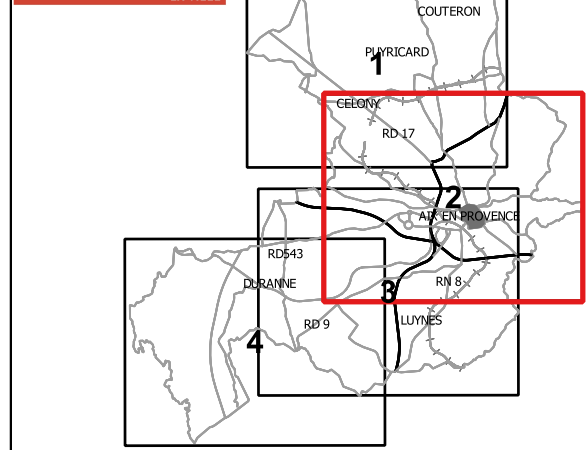 COUTERON
PUYRICARD
1
CELONY
RD 17
2
AIX EN PROVENCE
RD543
DURANNE
RN 8
3
RD 9
LUYNES
4